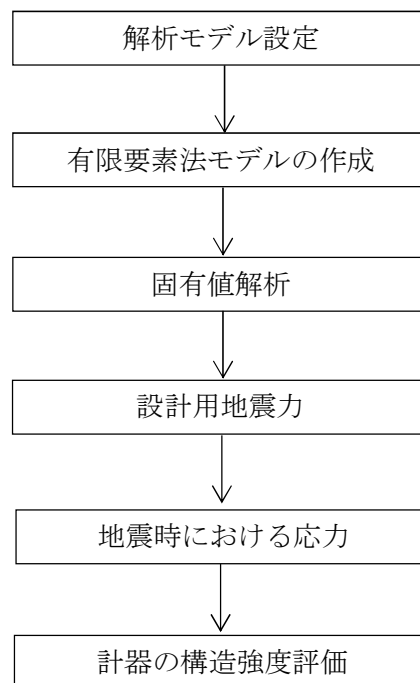 解析モデル設定
有限要素法モデルの作成
固有値解析
設計用地震力
地震時における応力
計器の構造強度評価